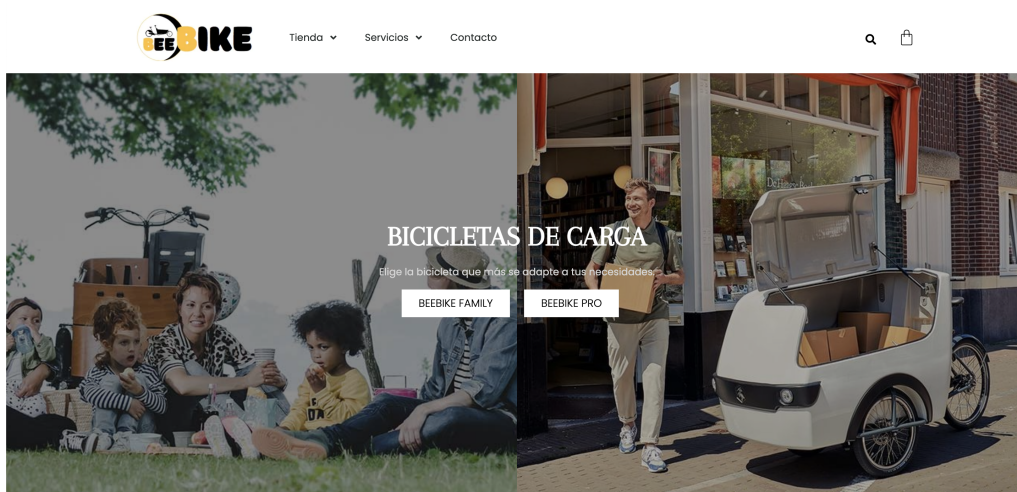 BEEBIKE
Tienda
Servicios
Contacto
BICICLETAS DE CARGA
Elige la bicicleta que más se adapte a tus necesidades.
BEEBIKE FAMILY
BEEBIKE PRO